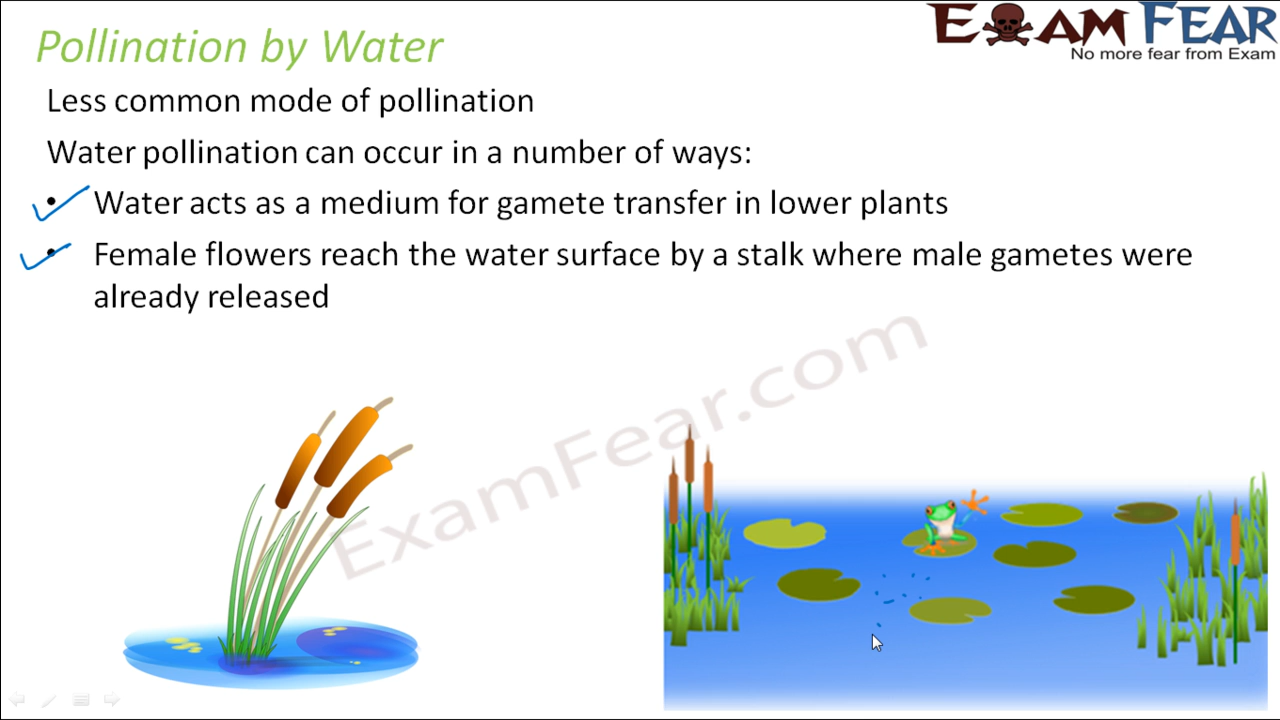 Pollination by Water
EXAM FEAR
No more fear from Exam
Less common mode of pollination
Water pollination can occur in a number of ways:
• Water acts as a medium for gamete transfer in lower plants
• Female flowers reach the water surface by a stalk where male gametes were
already released
ExamFear.com